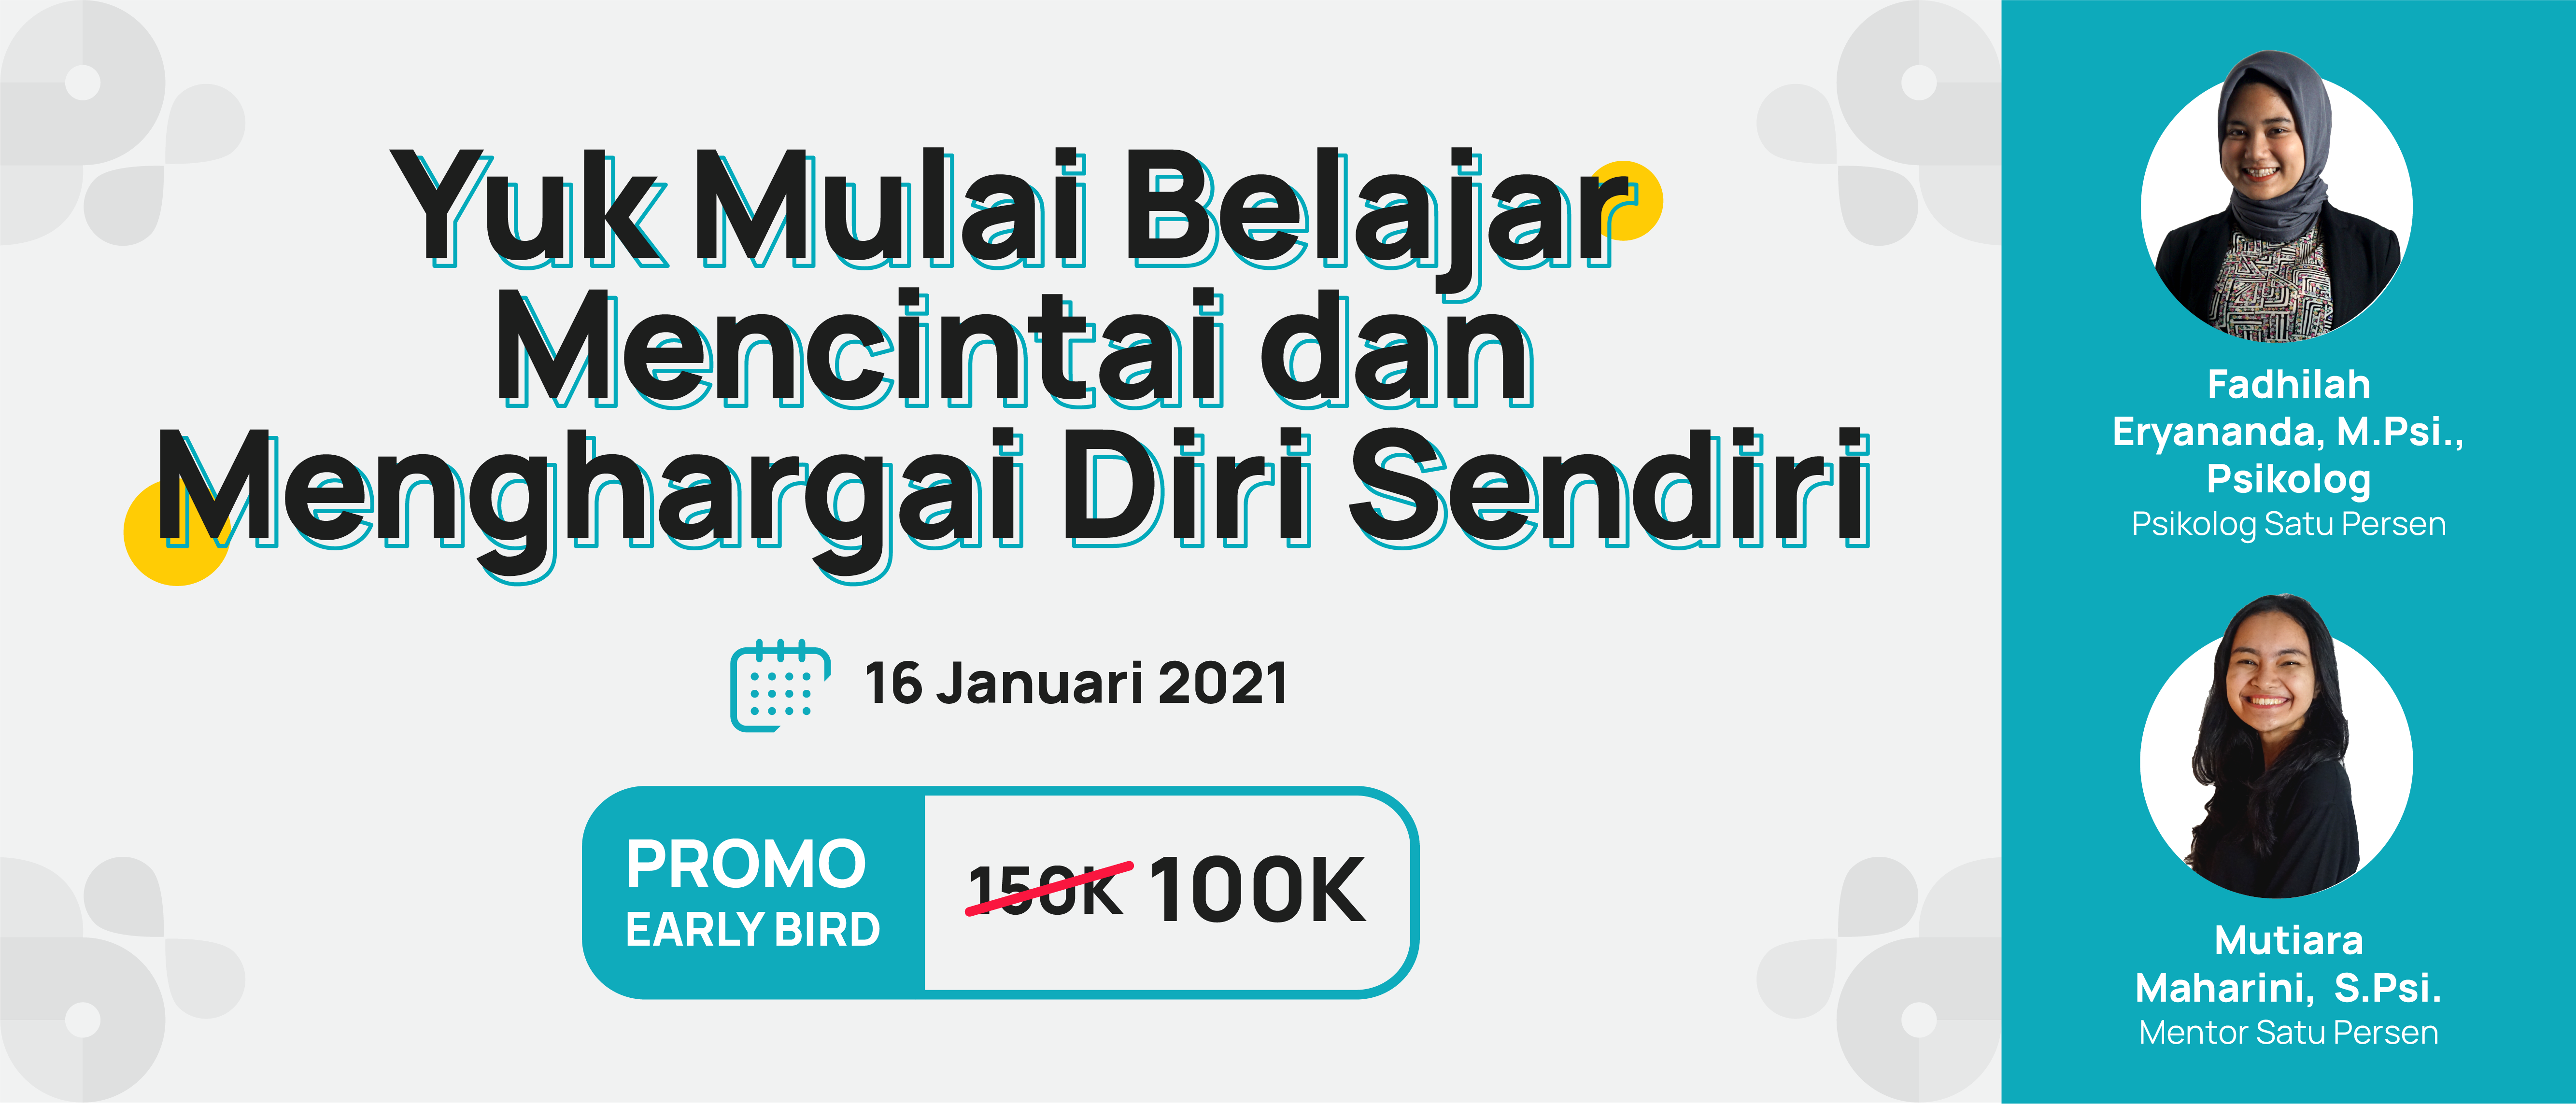 Yuk Mulai Belajar
Mencintai dan
Menghargai Diri Sendiri
16 Januari 2021
PROMO
EARLY BIRD
150K 100K
Fadhilah
Eryananda, M.Psi.,
Psikolog
Psikolog Satu Persen
Mutiara
Maharini, S.Psi.
Mentor Satu Persen